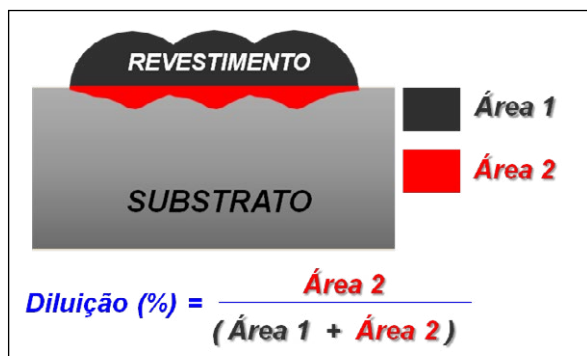 REVESTIMENTO
Área 1
Área 2
SUBSTRATO
Diluição (%) = Área 2
( Área 1 + Área 2 )